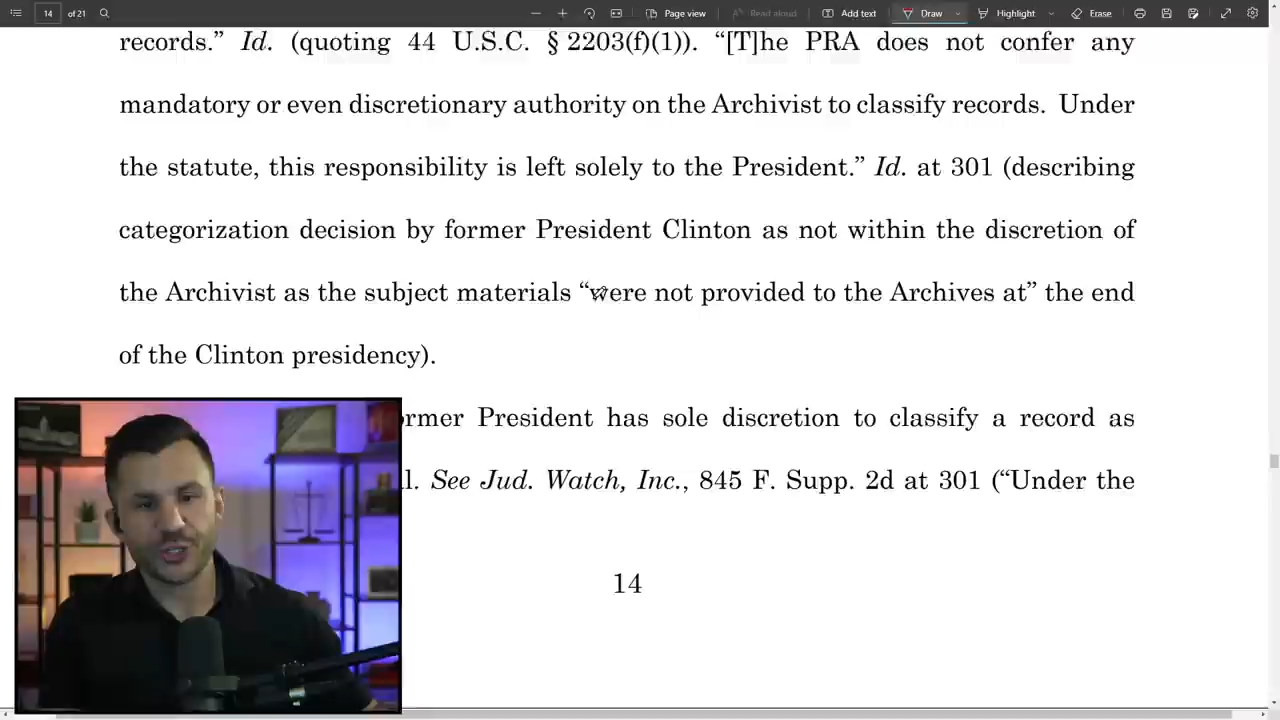 14 of 21 Page view Read aloud Add text Draw Highlight Erase
records.” Id. (quoting 44 U.S.C. § 2203(f)(1)). “[T]he PRA does not confer any
mandatory or even discretionary authority on the Archivist to classify records. Under
the statute, this responsibility is left solely to the President.” Id. at 301 (describing
categorization decision by former President Clinton as not within the discretion of
the Archivist as the subject materials “were not provided to the Archives at” the end
of the Clinton presidency).
President has sole discretion to classify a record as
See Jud. Watch, Inc., 845 F. Supp. 2d at 301 (“Under the
14